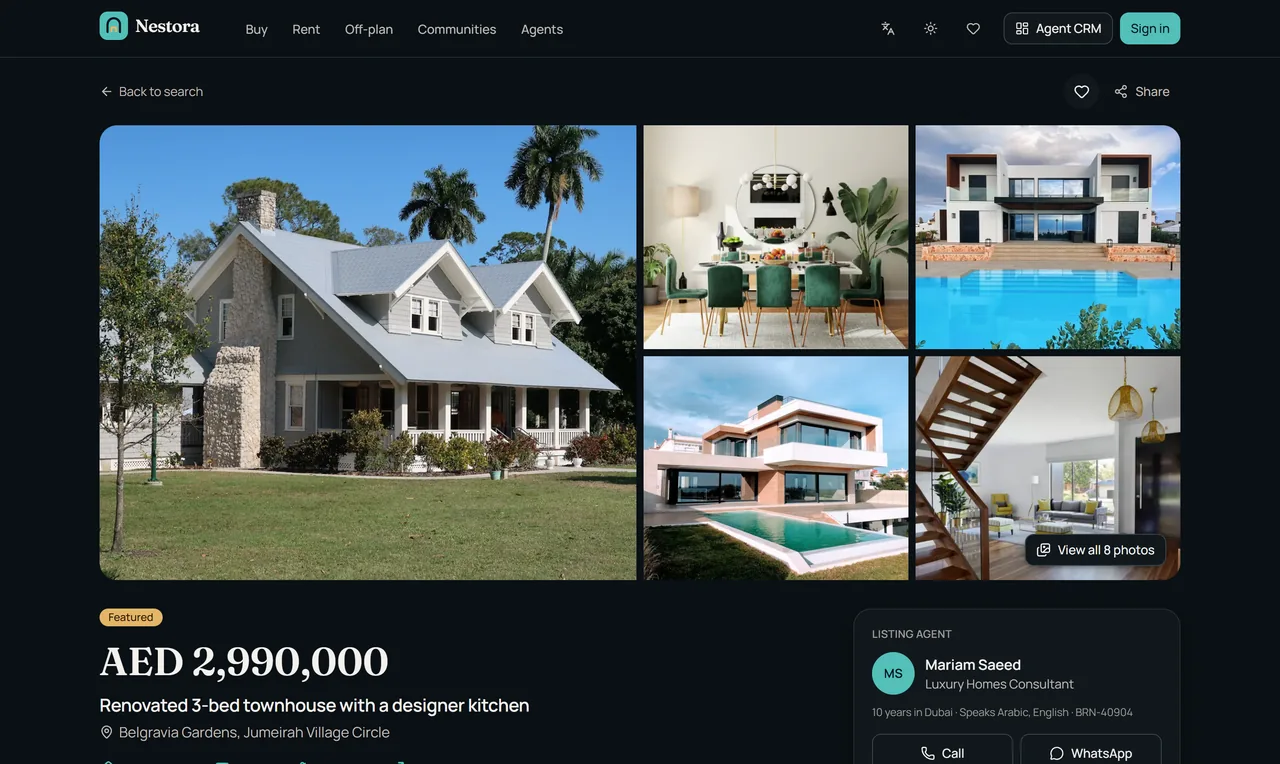 Nestora
Buy
Rent
Off-plan
Communities
Agents
Agent CRM
Sign in
Back to search
Share
View all 8 photos
Featured
AED 2,990,000
Renovated 3-bed townhouse with a designer kitchen
Belgravia Gardens, Jumeirah Village Circle
LISTING AGENT
MS
Mariam Saeed
Luxury Homes Consultant
10 years in Dubai · Speaks Arabic, English · BRN-40904
Call
WhatsApp